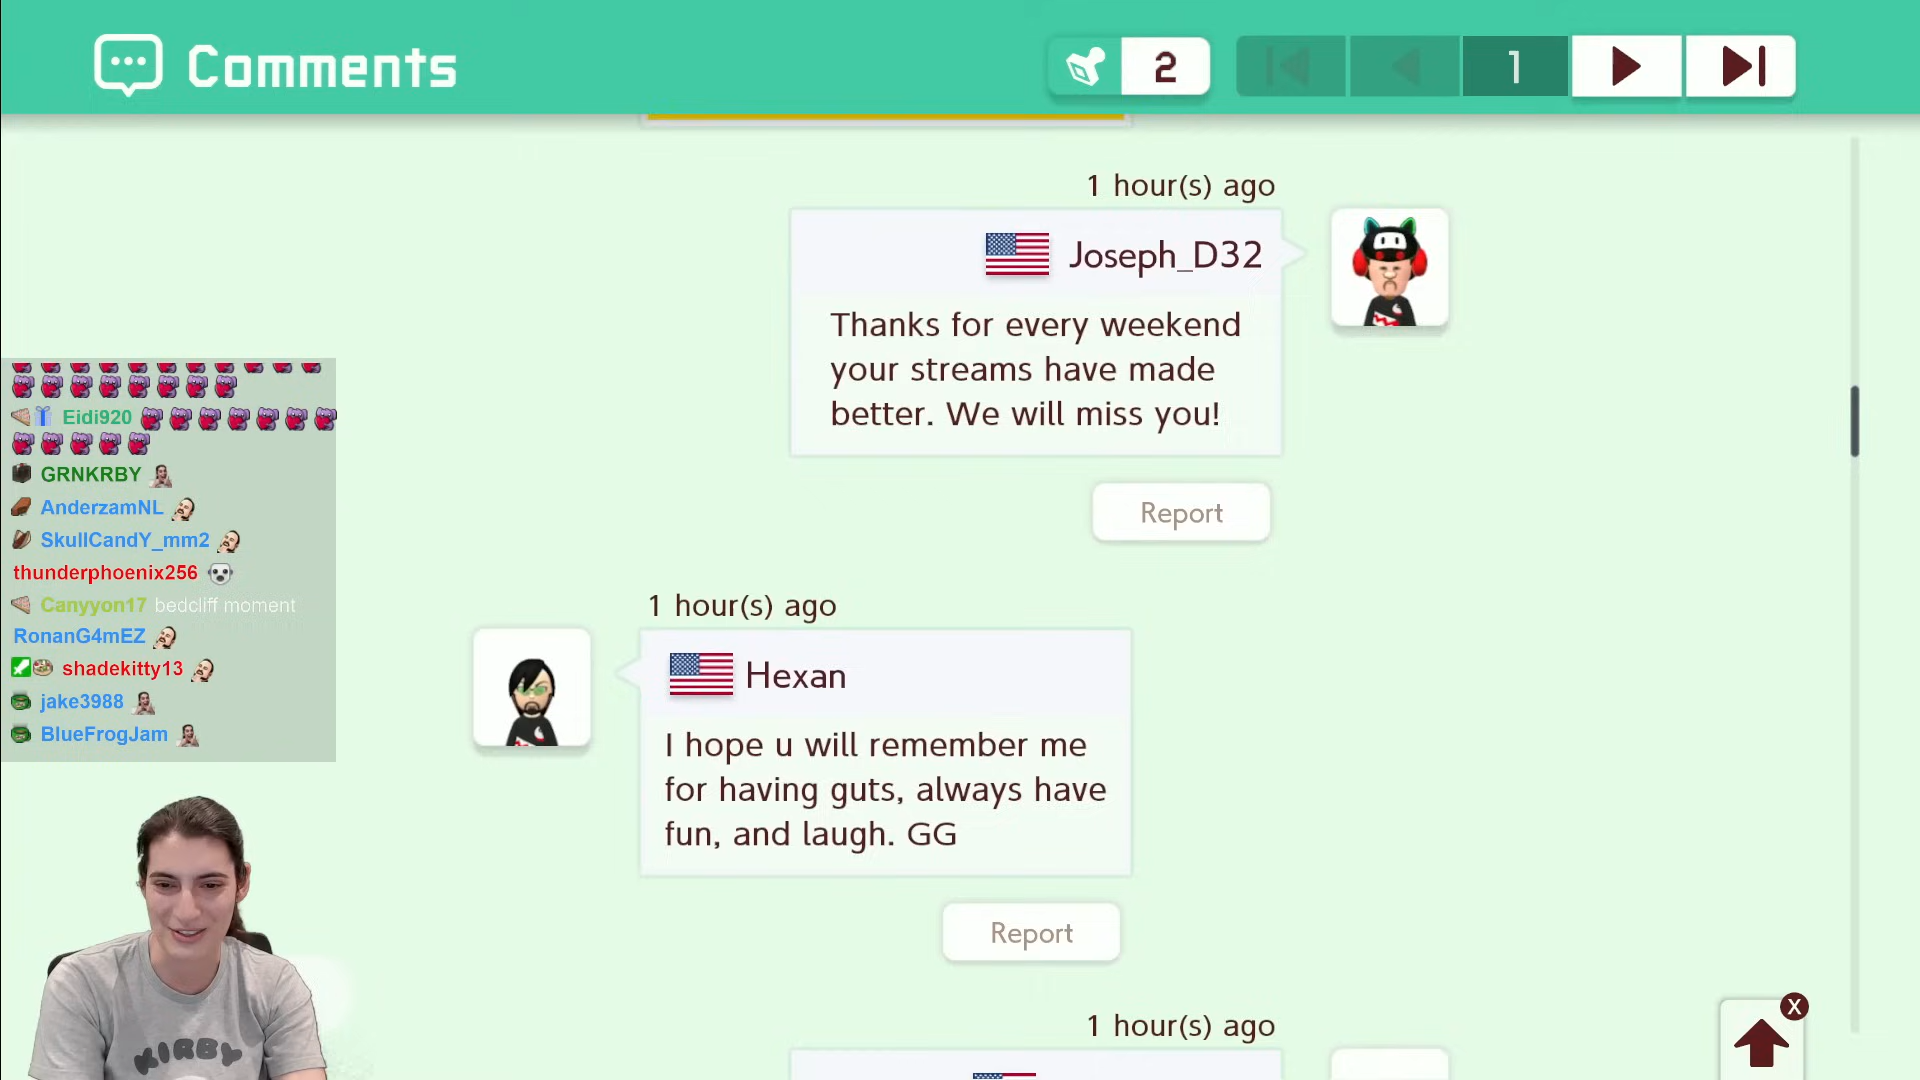 Comments
2
1
1 hour(s) ago
Joseph_D32
Thanks for every weekend
your streams have made
better. We will miss you!
Report
Eidi920
GRNKRBY
AnderzamNL
SkullCandY_mm2
thunderphoenix256
Canyyon17 bedcliff moment
RonanG4mEZ
shadekitty13
jake3988
BlueFrogJam
1 hour(s) ago
Hexan
I hope u will remember me
for having guts, always have
fun, and laugh. GG
Report
1 hour(s) ago
X
KIRBY